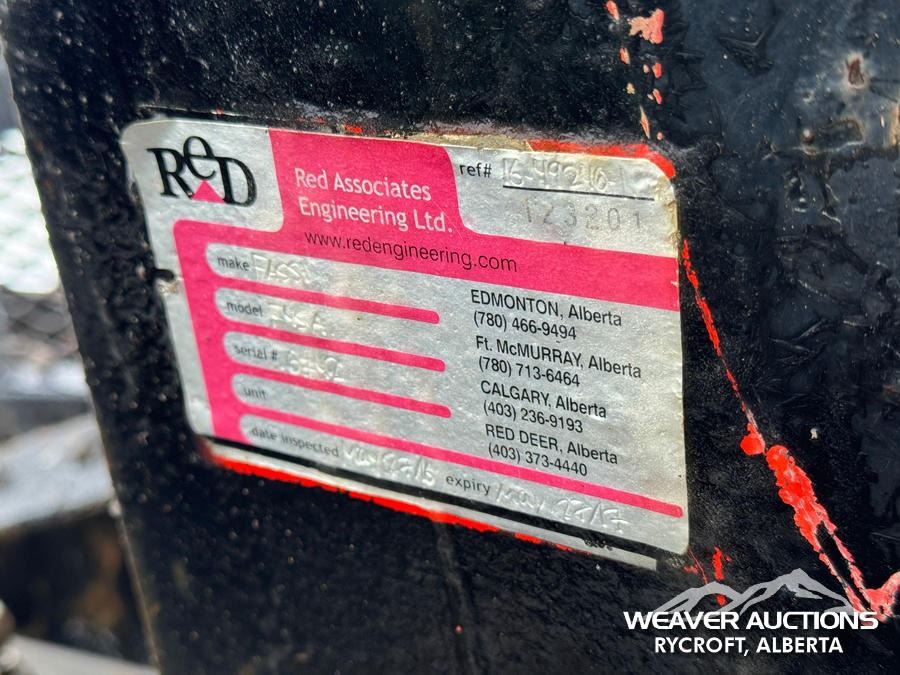 ReD
Red Associates
Engineering Ltd.
ref#
123201
www.redengineering.com
make FASSI
model
serial #
unit
date inspected
expiry
EDMONTON, Alberta
(780) 466-9494
Ft. McMURRAY, Alberta
(780) 713-6464
CALGARY, Alberta
(403) 236-9193
RED DEER, Alberta
(403) 373-4440
WEAVER AUCTIONS
RYCROFT, ALBERTA